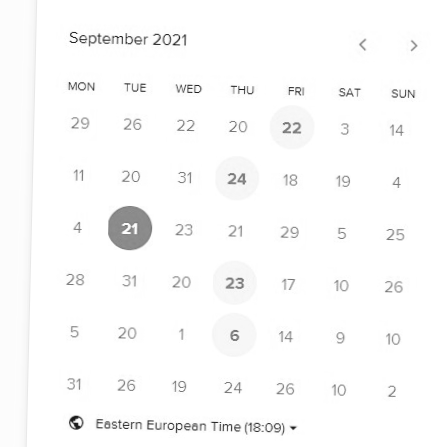 September 2021
MON TUE WED THU FRI SAT SUN
29 26 22 20 22 3 14
11 20 31 24 18 19 4
4 21 23 21 29 5 25
28 31 20 23 17 10 26
5 20 1 6 14 9 10
31 26 19 24 26 10 2
Eastern European Time (18:09)